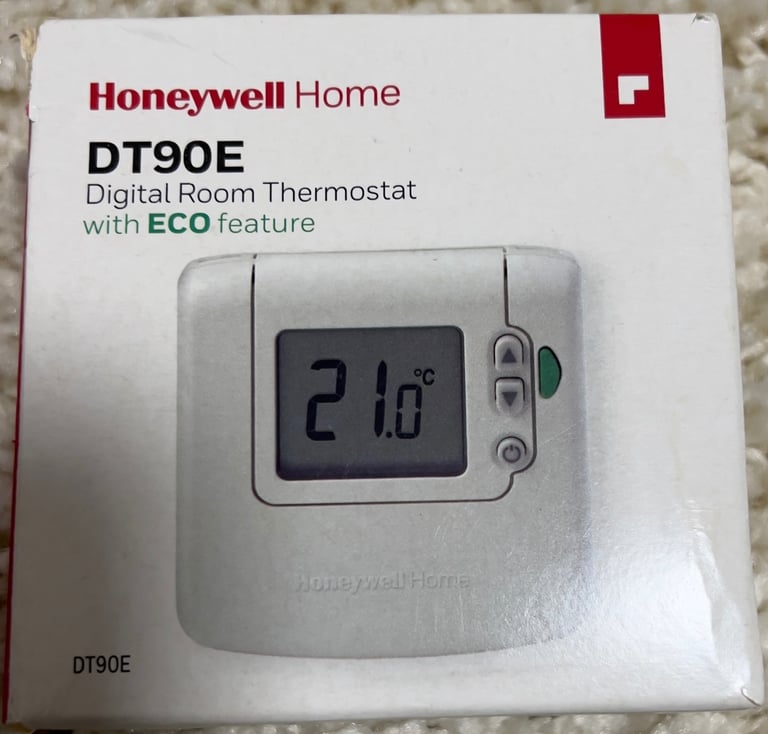 Honeywell Home
DT90E
Digital Room Thermostat
with ECO feature
21.0 °C
Honeywell Home
DT90E